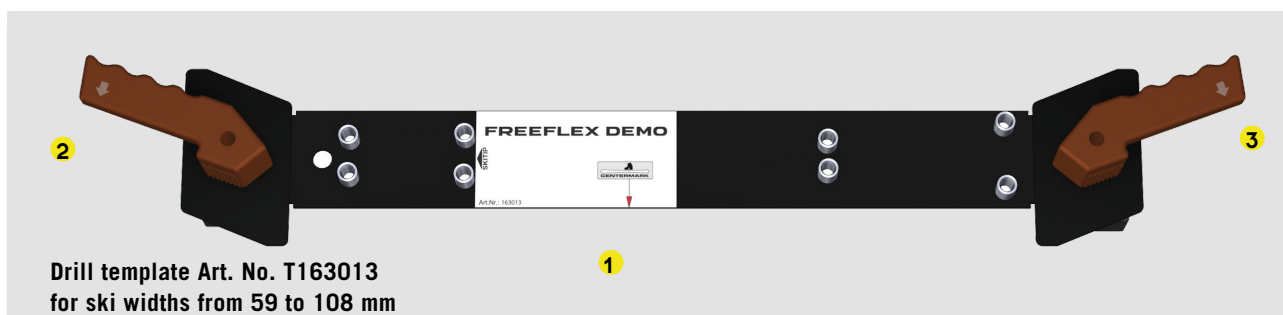 FREEFLEX DEMO
SKITIP
CENTERMARK
Art.Nr.: 163013
2
3
1
Drill template Art. No. T163013
for ski widths from 59 to 108 mm